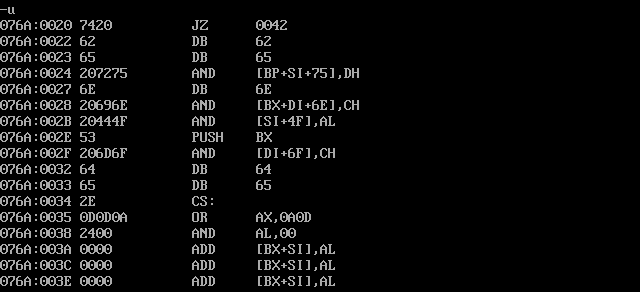 -u
076A:0020 7420 JZ 0042
076A:0022 62 DB 62
076A:0023 65 DB 65
076A:0024 207275 AND [BP+SI+75],DH
076A:0027 6E DB 6E
076A:0028 20696E AND [BX+DI+6E],CH
076A:002B 20444F AND [SI+4F],AL
076A:002E 53 PUSH BX
076A:002F 206D6F AND [DI+6F],CH
076A:0032 64 DB 64
076A:0033 65 DB 65
076A:0034 2E CS:
076A:0035 0D0D0A OR AX,0A0D
076A:0038 2400 AND AL,00
076A:003A 0000 ADD [BX+SI],AL
076A:003C 0000 ADD [BX+SI],AL
076A:003E 0000 ADD [BX+SI],AL